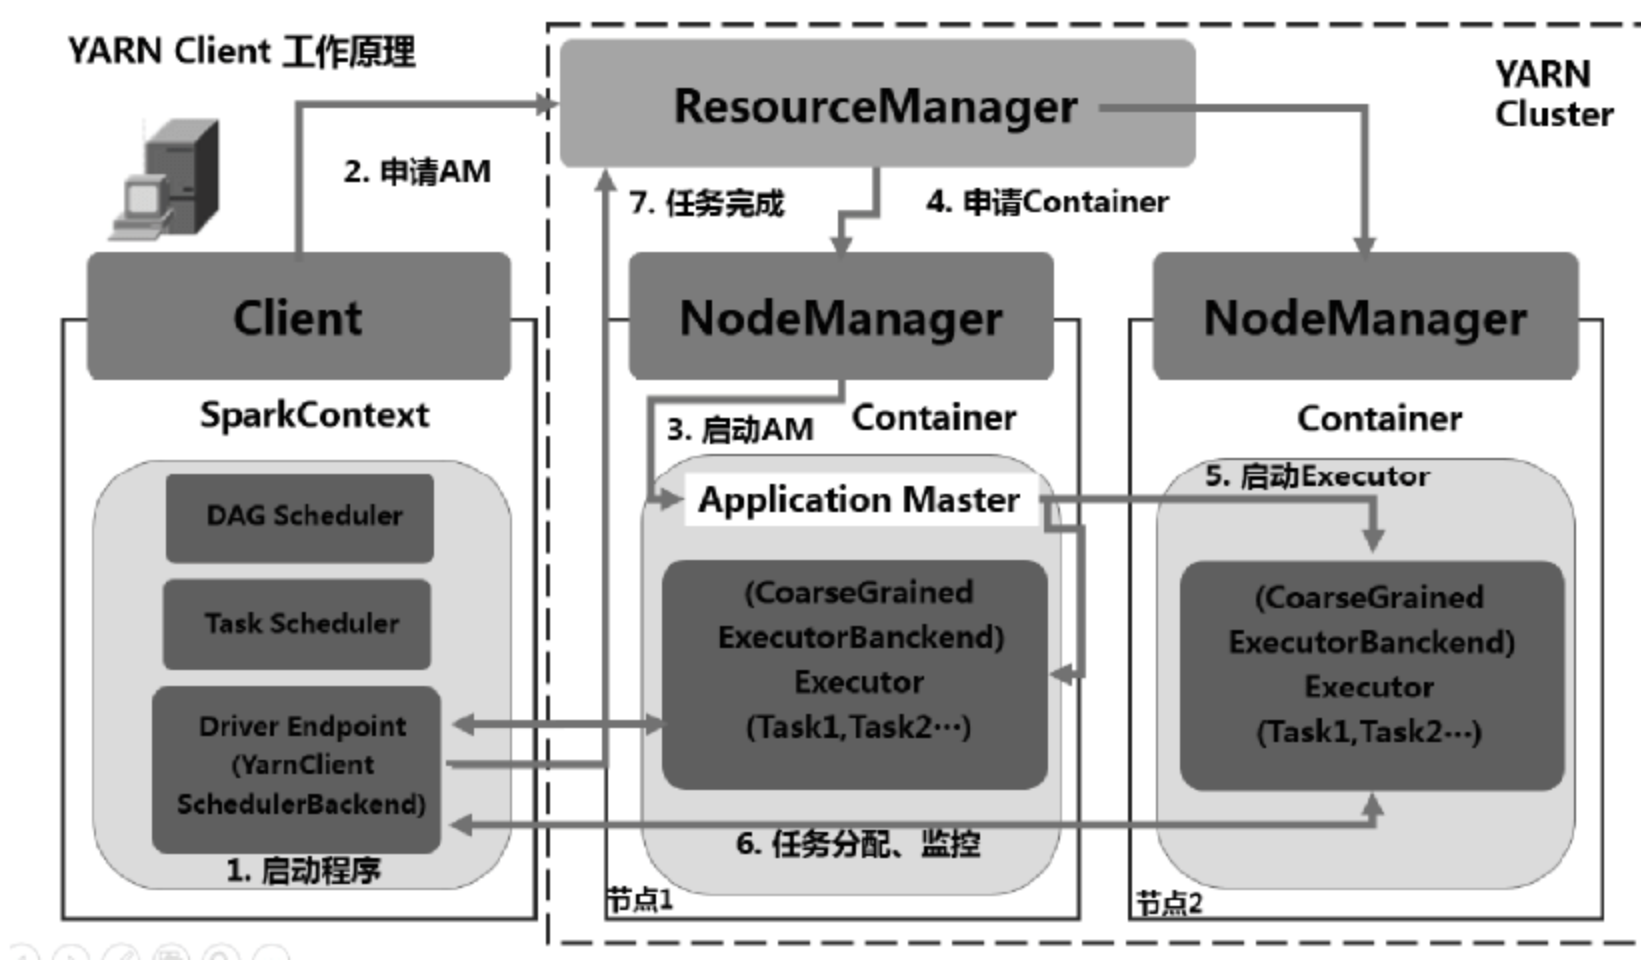 YARN Client 工作原理
YARN
Cluster
ResourceManager
2. 申请AM
7. 任务完成
4. 申请Container
Client
NodeManager
NodeManager
SparkContext
3. 启动AM
Container
Container
DAG Scheduler
Application Master
5. 启动Executor
Task Scheduler
(CoarseGrained
ExecutorBanckend)
Executor
(Task1,Task2···)
(CoarseGrained
ExecutorBanckend)
Executor
(Task1,Task2···)
Driver Endpoint
(YarnClient
SchedulerBackend)
1. 启动程序
6. 任务分配、监控
节点1
节点2